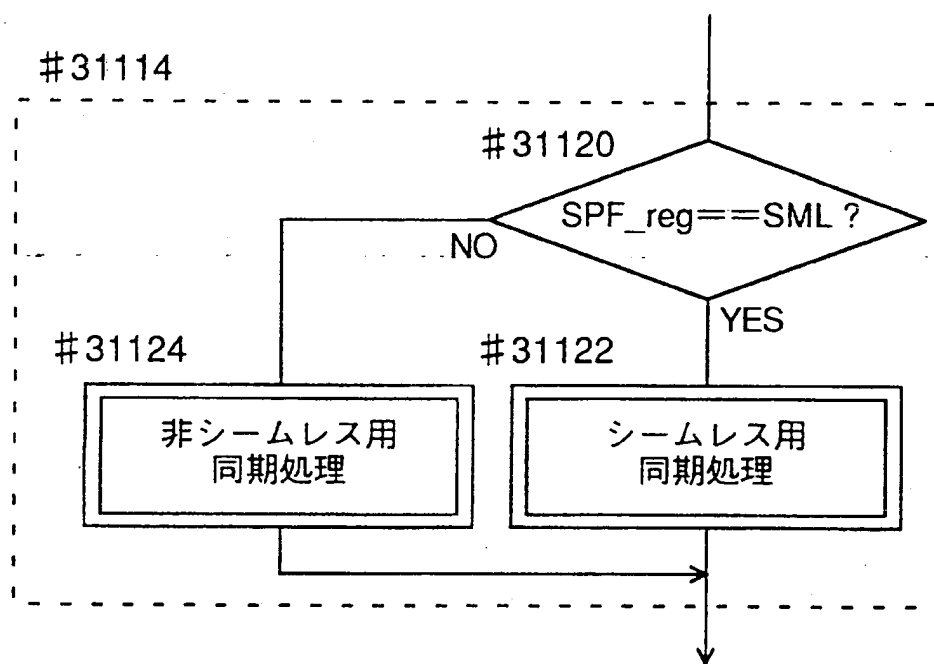 #31114
#31120
SPF_reg==SML?
NO
YES
#31124
#31122
非シームレス用
同期処理
シームレス用
同期処理